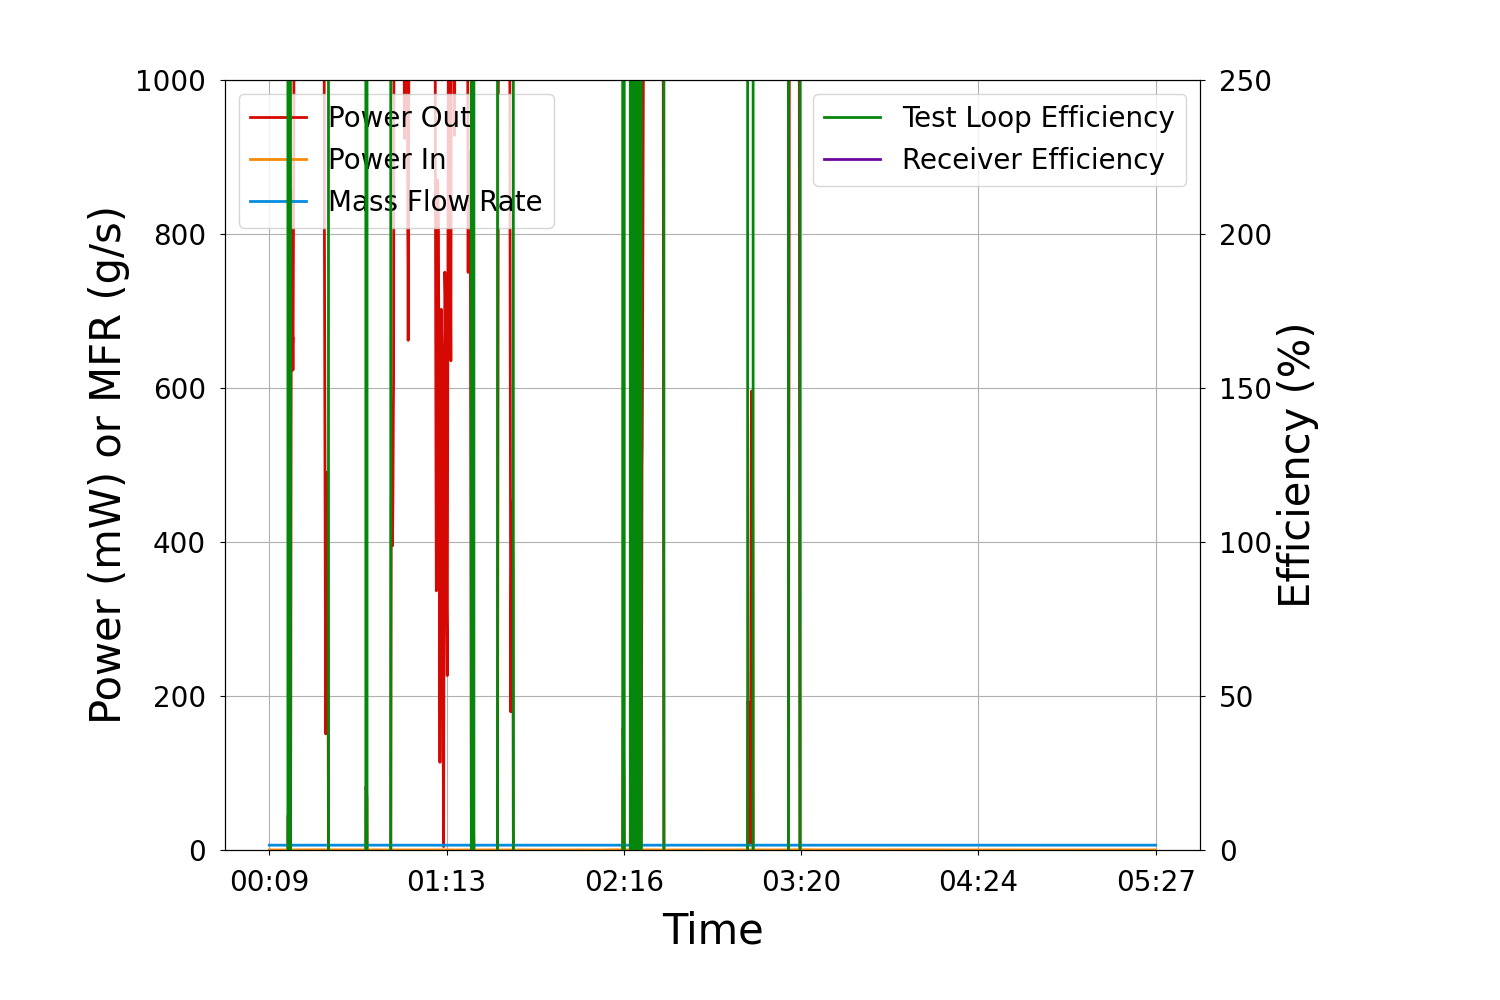 1000
800
600
400
200
0
Power (mW) or MFR (g/s)
Power Out
Power In
Mass Flow Rate
Test Loop Efficiency
Receiver Efficiency
250
200
150
100
50
0
Efficiency (%)
00:09 01:13 02:16 03:20 04:24 05:27
Time